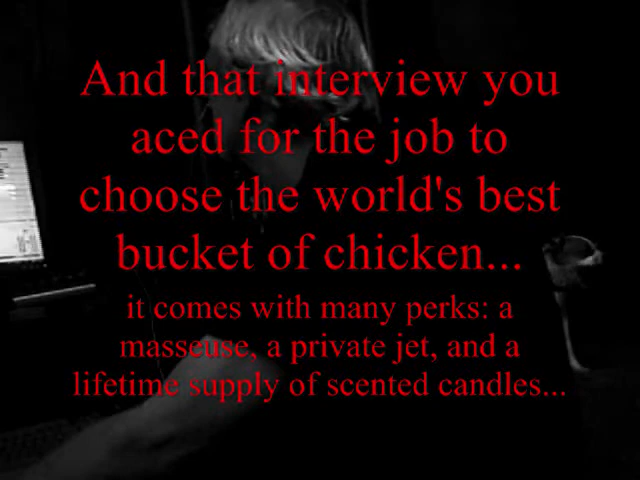 And that interview you
aced for the job to
choose the world's best
bucket of chicken...
it comes with many perks: a
masseuse, a private jet, and a
lifetime supply of scented candles...